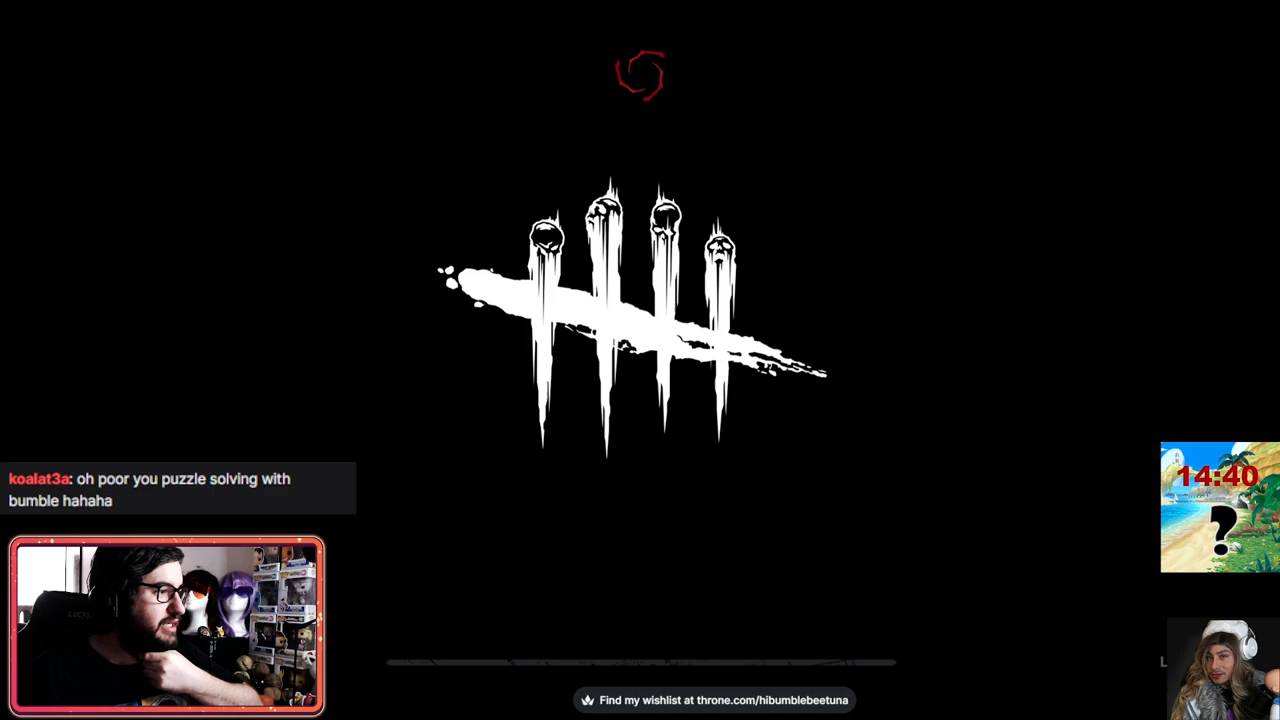 koalat3a: oh poor you puzzle solving with
bumble hahaha
14:40
?
Find my wishlist at throne.com/hibumblebeetuna